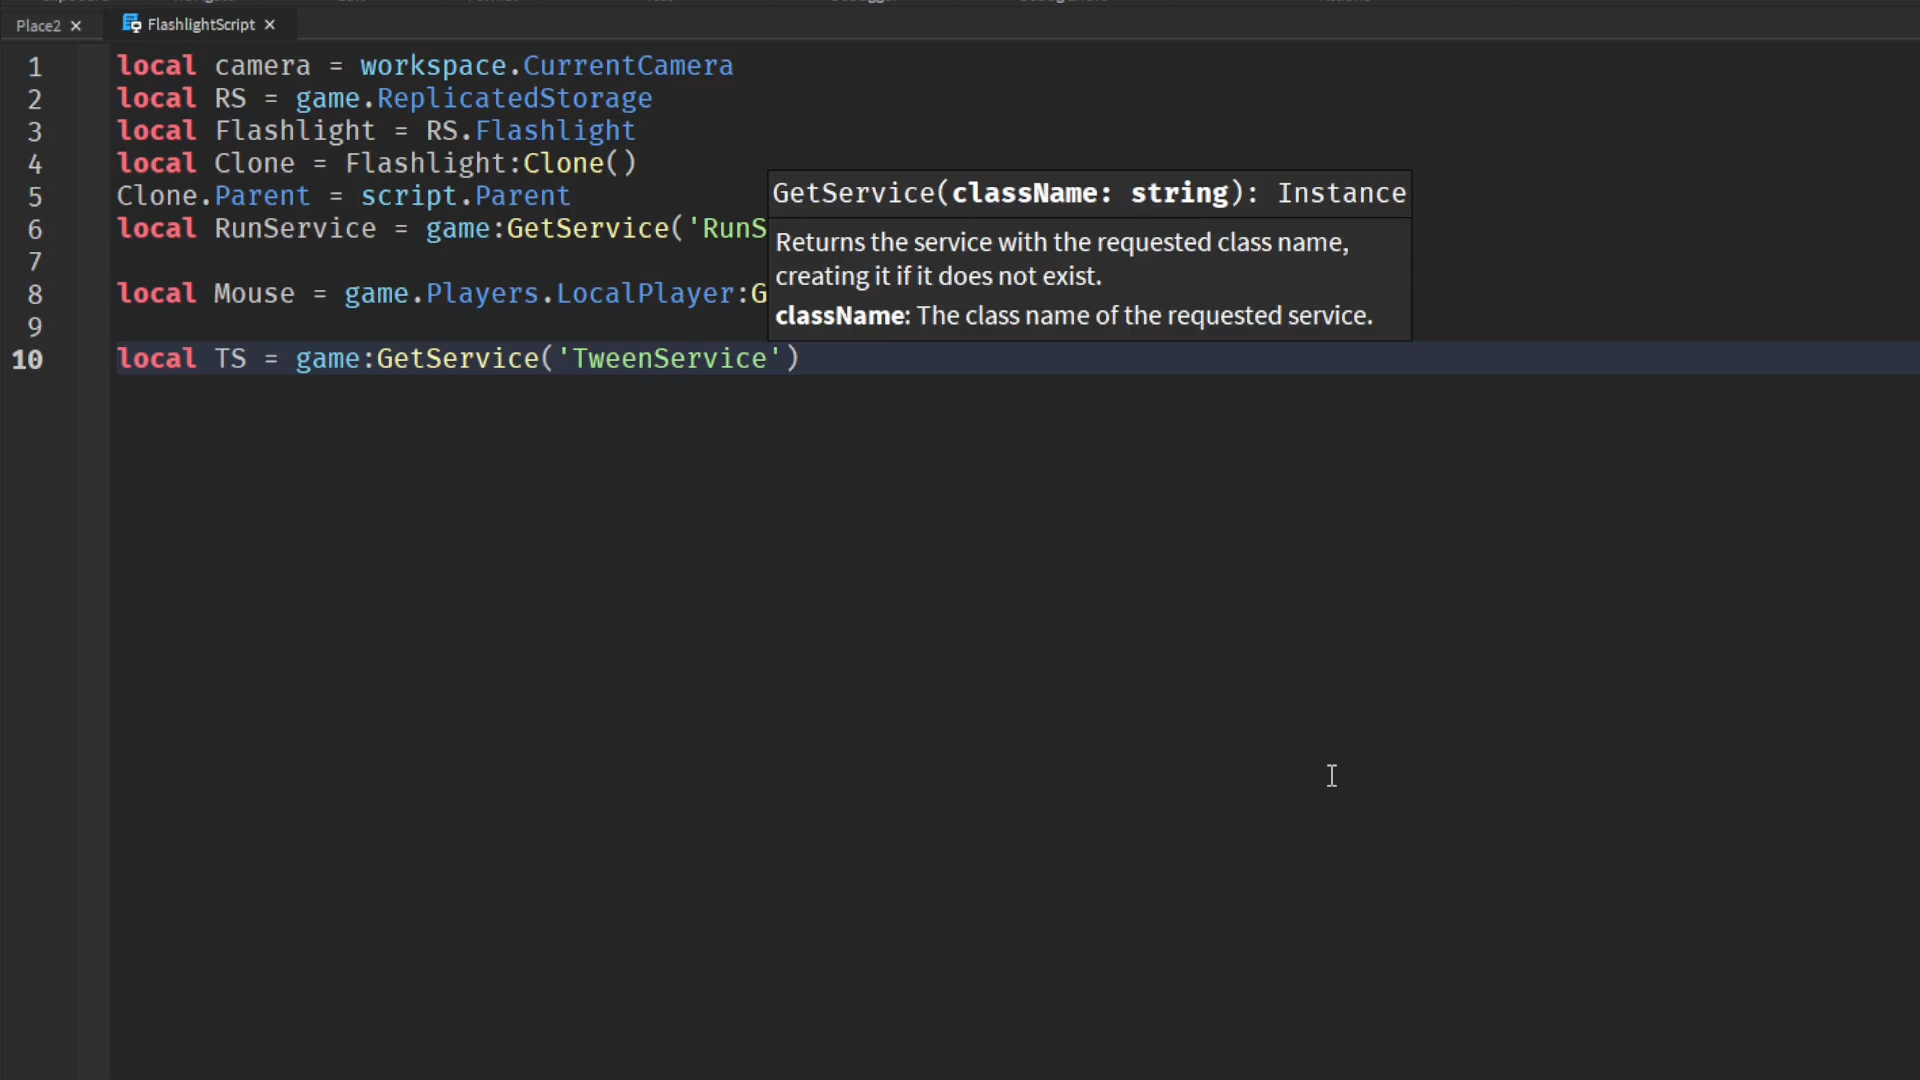 Place2
FlashlightScript
1 local camera = workspace.CurrentCamera
2 local RS = game.ReplicatedStorage
3 local Flashlight = RS.Flashlight
4 local Clone = Flashlight:Clone()
5 Clone.Parent = script.Parent
6 local RunService = game:GetService('RunS
7
8 local Mouse = game.Players.LocalPlayer:G
9
10 local TS = game:GetService('TweenService')
GetService(className: string): Instance
Returns the service with the requested class name,
creating it if it does not exist.
className: The class name of the requested service.